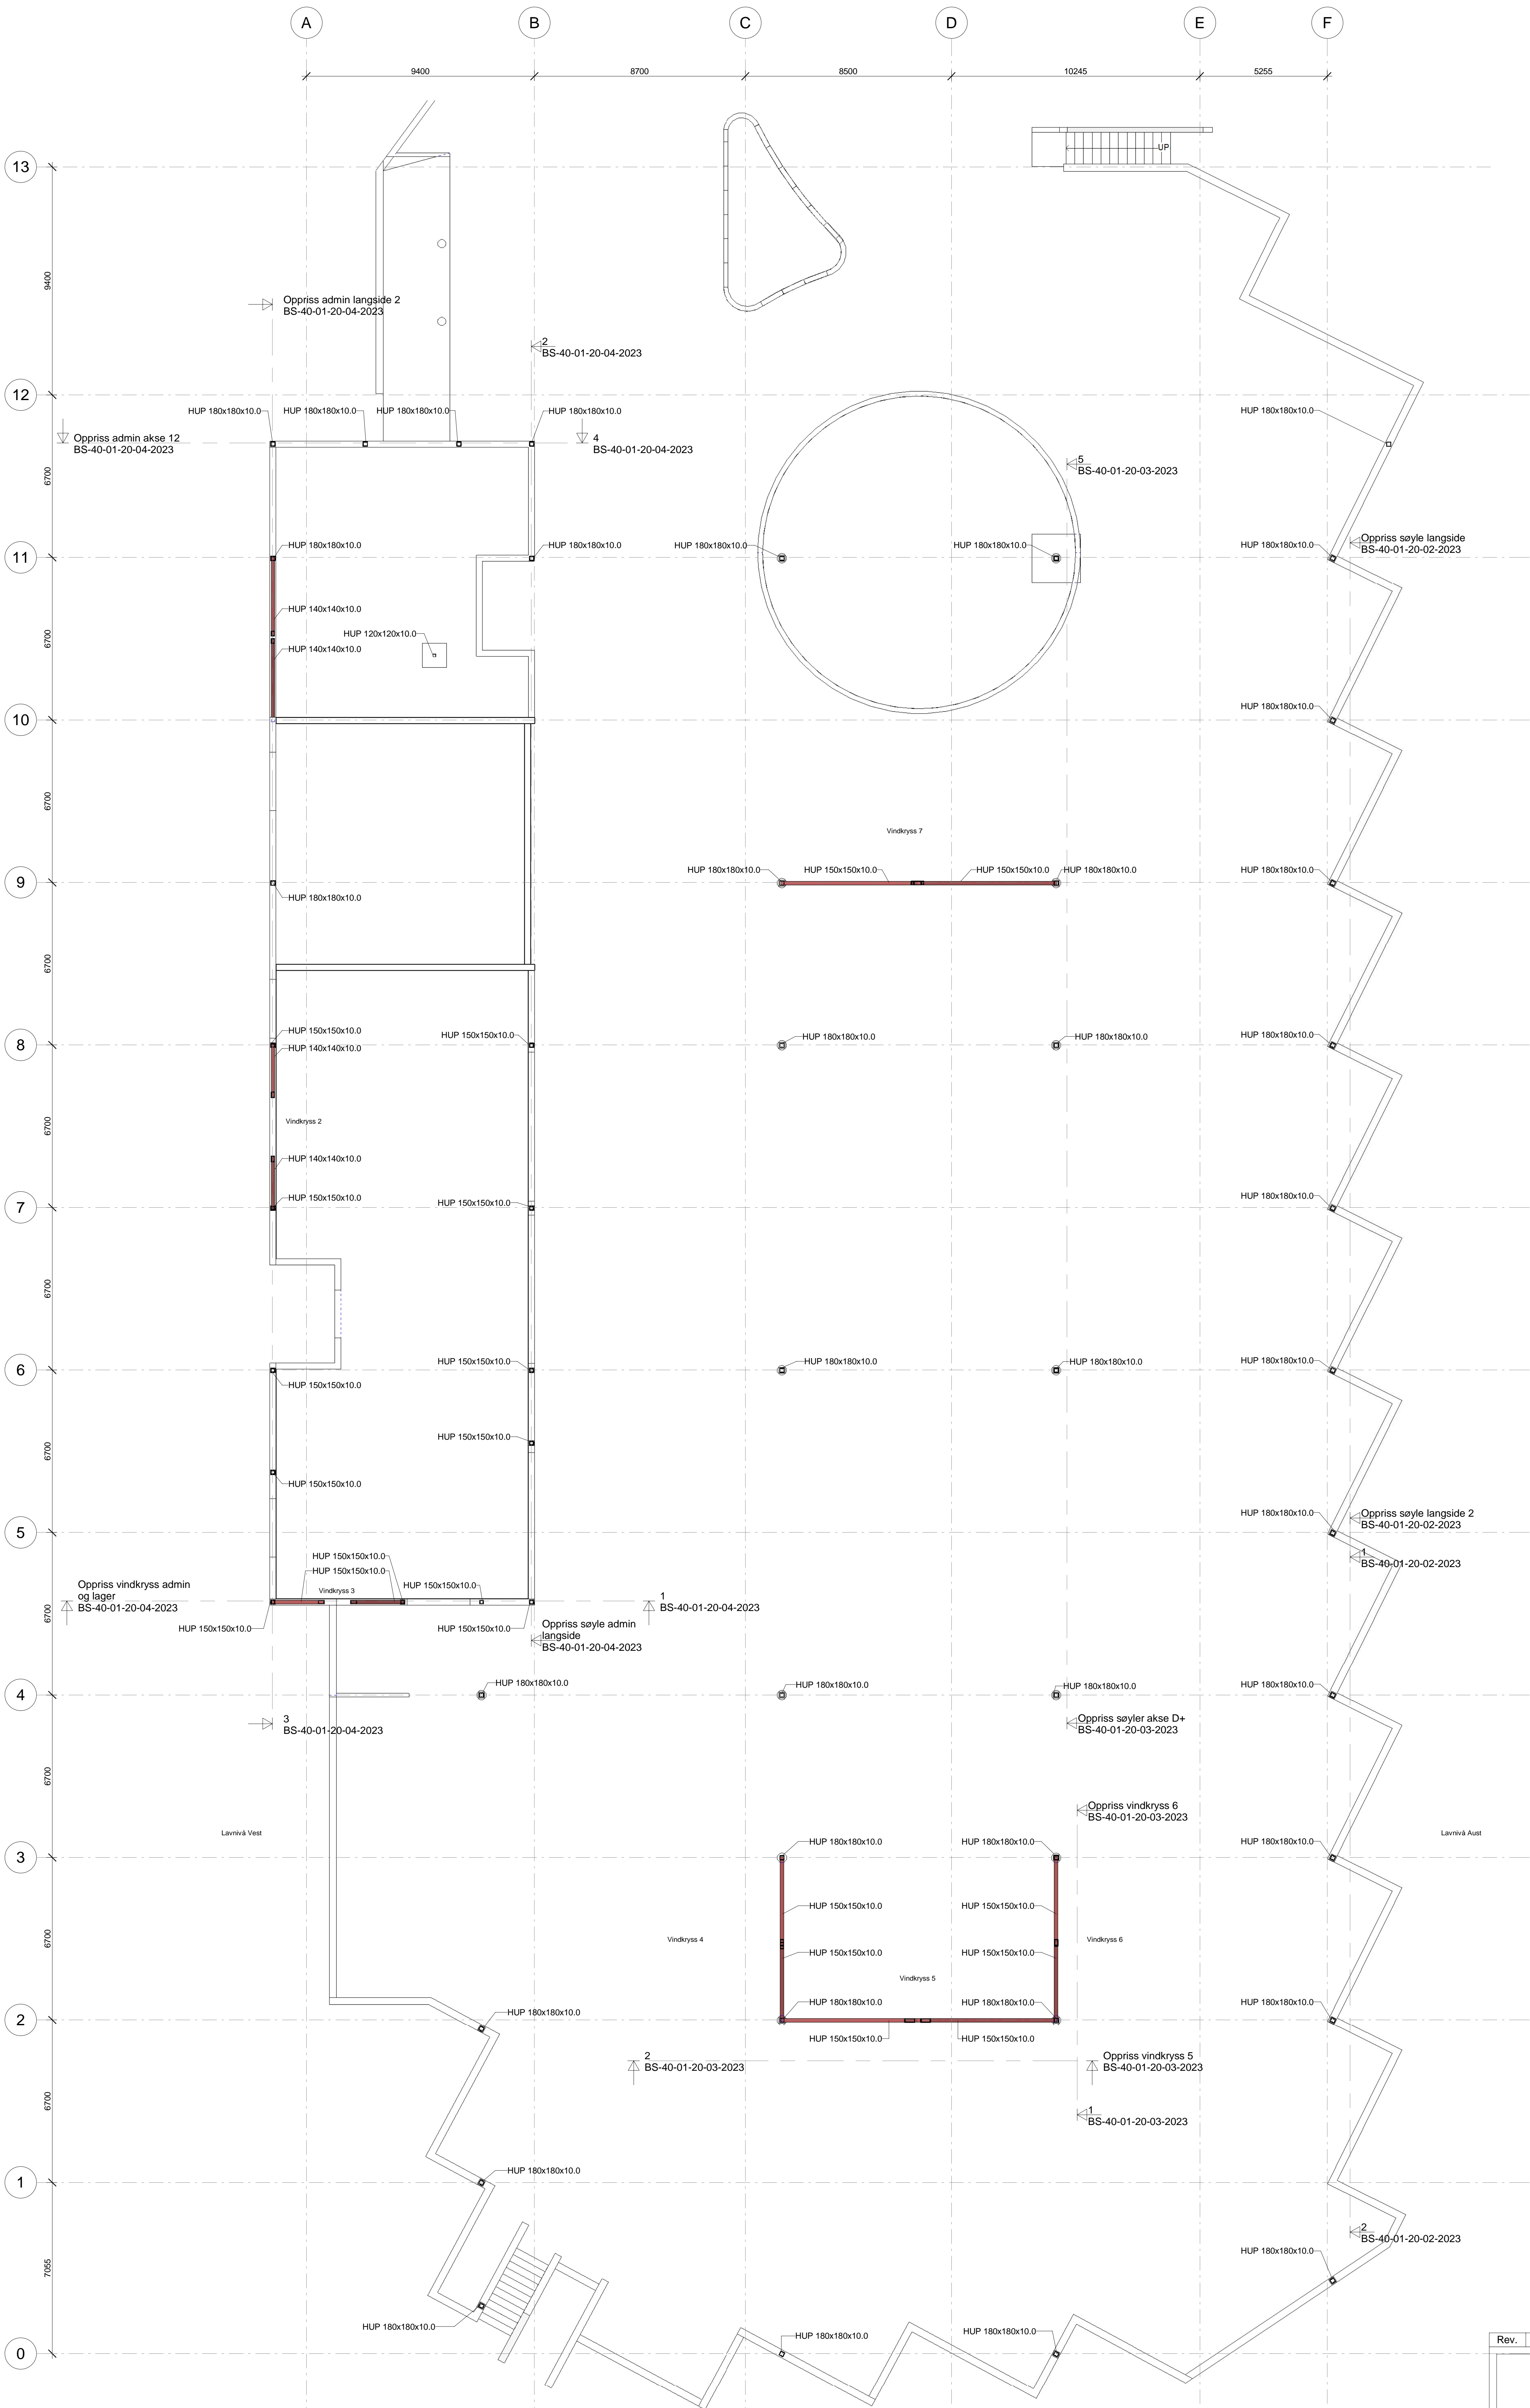 A
B
C
D
E
F
9400
8700
8500
10245
5255
UP
13
9400
Oppriss admin langside 2
BS-40-01-20-04-2023
2
BS-40-01-20-04-2023
12
HUP 180x180x10.0
HUP 180x180x10.0
HUP 180x180x10.0
HUP 180x180x10.0
HUP 180x180x10.0
Oppriss admin akse 12
BS-40-01-20-04-2023
4
BS-40-01-20-04-2023
5
BS-40-01-20-03-2023
6700
HUP 180x180x10.0
HUP 180x180x10.0
HUP 180x180x10.0
HUP 180x180x10.0
HUP 180x180x10.0
Oppriss søyle langside
BS-40-01-20-02-2023
11
HUP 140x140x10.0
HUP 120x120x10.0
HUP 140x140x10.0
6700
HUP 180x180x10.0
10
6700
Vindkryss 7
HUP 180x180x10.0
HUP 150x150x10.0
HUP 150x150x10.0
HUP 180x180x10.0
HUP 180x180x10.0
9
HUP 180x180x10.0
6700
HUP 150x150x10.0
HUP 150x150x10.0
HUP 180x180x10.0
HUP 180x180x10.0
HUP 180x180x10.0
8
HUP 140x140x10.0
6700
Vindkryss 2
HUP 140x140x10.0
HUP 150x150x10.0
HUP 150x150x10.0
HUP 180x180x10.0
7
6700
HUP 150x150x10.0
HUP 180x180x10.0
HUP 180x180x10.0
HUP 180x180x10.0
6
HUP 150x150x10.0
HUP 150x150x10.0
6700
HUP 150x150x10.0
HUP 180x180x10.0
Oppriss søyle langside 2
BS-40-01-20-02-2023
5
1
BS-40-01-20-02-2023
HUP 150x150x10.0
HUP 150x150x10.0
HUP 150x150x10.0
Vindkryss 3
Oppriss vindkryss admin
og lager
BS-40-01-20-04-2023
1
BS-40-01-20-04-2023
6700
HUP 150x150x10.0
HUP 150x150x10.0
Oppriss søyle admin
langside
BS-40-01-20-04-2023
HUP 180x180x10.0
HUP 180x180x10.0
HUP 180x180x10.0
HUP 180x180x10.0
4
3
BS-40-01-20-04-2023
Oppriss søyler akse D+
BS-40-01-20-03-2023
6700
Oppriss vindkryss 6
BS-40-01-20-03-2023
Lavnivå Vest
Lavnivå Aust
HUP 180x180x10.0
HUP 180x180x10.0
HUP 180x180x10.0
3
HUP 150x150x10.0
HUP 150x150x10.0
6700
Vindkryss 4
Vindkryss 6
HUP 150x150x10.0
HUP 150x150x10.0
Vindkryss 5
HUP 180x180x10.0
HUP 180x180x10.0
HUP 180x180x10.0
HUP 180x180x10.0
2
HUP 150x150x10.0
HUP 150x150x10.0
2
BS-40-01-20-03-2023
Oppriss vindkryss 5
BS-40-01-20-03-2023
6700
1
BS-40-01-20-03-2023
HUP 180x180x10.0
1
2
BS-40-01-20-02-2023
7055
HUP 180x180x10.0
HUP 180x180x10.0
HUP 180x180x10.0
HUP 180x180x10.0
0
Rev.